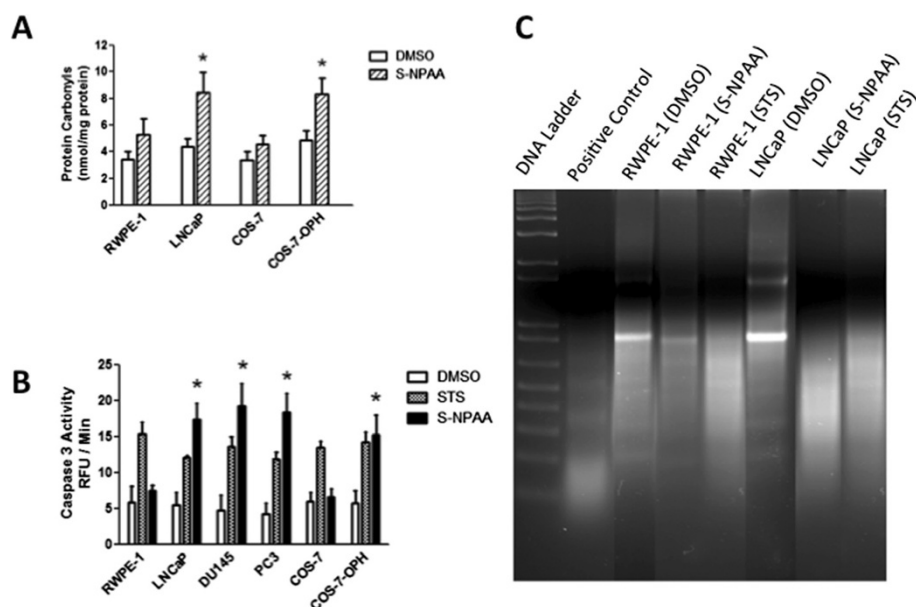 A
Protein Carbonyls
(nmol/mg protein)
12
10
8
6
4
2
0
*
*
DMSO
S-NPAA
RWPE-1
LNCaP
COS-7
COS-7-OPH
B
Caspase 3 Activity
RFU / Min
25
20
15
10
5
0
*
*
*
*
DMSO
STS
S-NPAA
RWPE-1
LNCaP
DU145
PC3
COS-7
COS-7-OPH
C
DNA Ladder
Positive Control
RWPE-1 (DMSO)
RWPE-1 (S-NPAA)
RWPE-1 (STS)
LNCaP (DMSO)
LNCaP (S-NPAA)
LNCaP (STS)